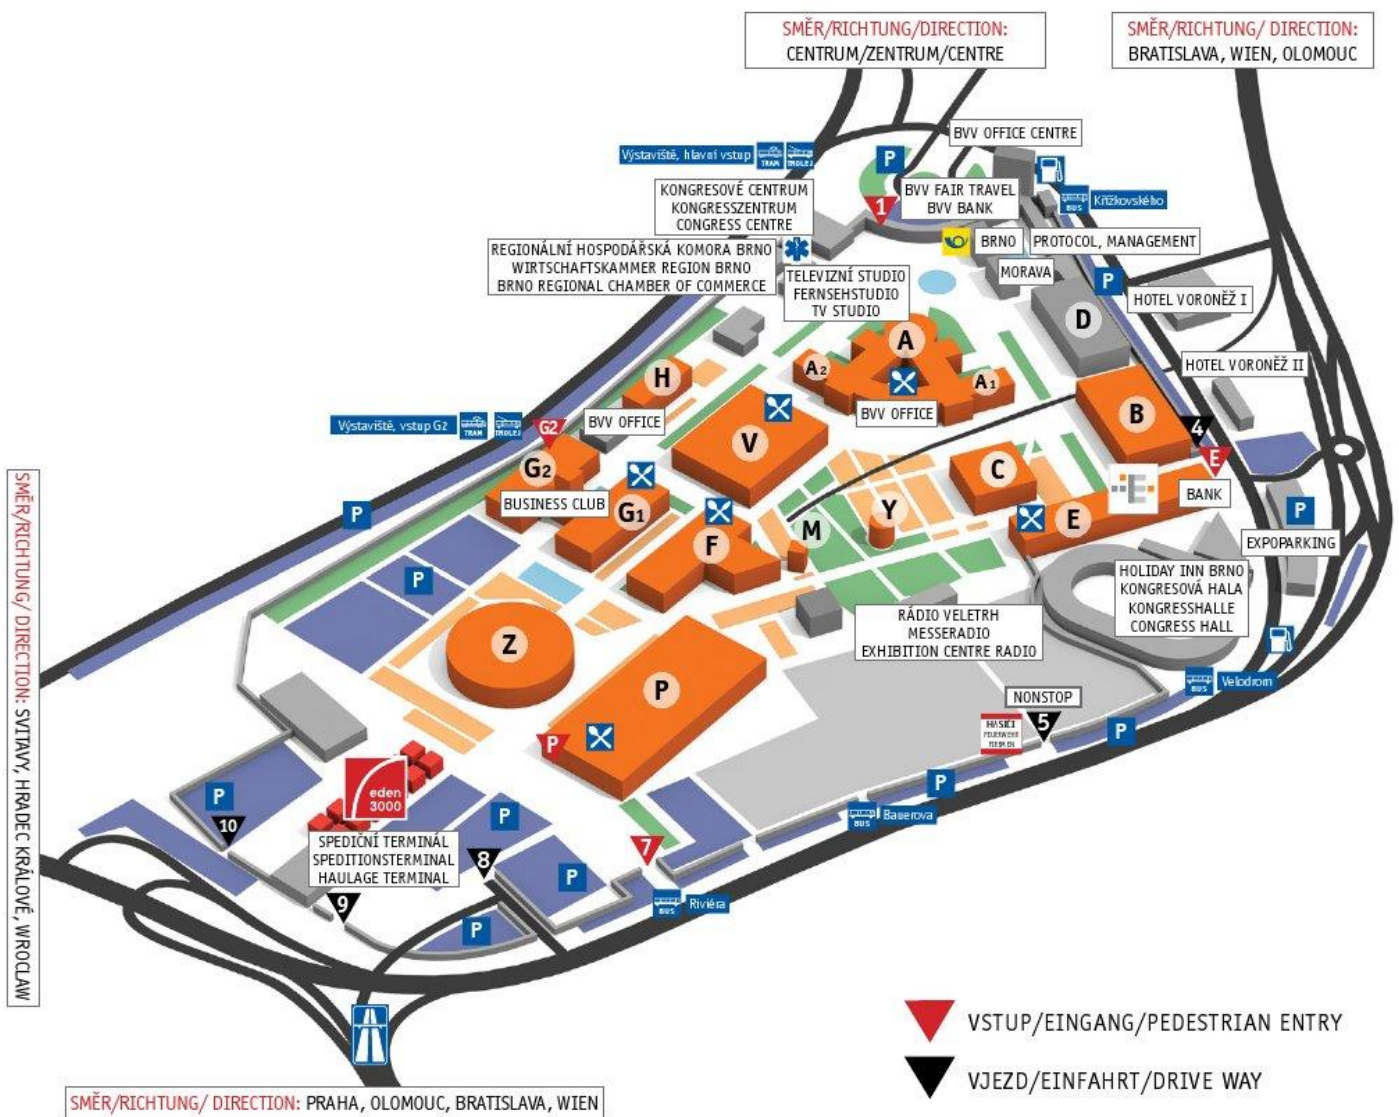 SMĚR/RICHTUNG/DIRECTION:
CENTRUM/ZENTRUM/CENTRE
SMĚR/RICHTUNG/ DIRECTION:
BRATISLAVA, WIEN, OLOMOUC
BVV OFFICE CENTRE
Výstaviště, hlavní vstup
TRAM
TROLEJ
P
KONGRESOVÉ CENTRUM
KONGRESSZENTRUM
CONGRESS CENTRE
BVV FAIR TRAVEL
BVV BANK
1
BUS
Křížkovského
REGIONÁLNÍ HOSPODÁŘSKÁ KOMORA BRNO
WIRTSCHAFTSKAMMER REGION BRNO
BRNO REGIONAL CHAMBER OF COMMERCE
BRNO
PROTOCOL, MANAGEMENT
MORAVA
TELEVIZNÍ STUDIO
FERNSEHSTUDIO
TV STUDIO
P
HOTEL VORONĚŽ I
D
A
A2
A1
HOTEL VORONĚŽ II
H
BVV OFFICE
BVV OFFICE
B
4
Výstaviště, vstup G2
TRAM
TROLEJ
G2
V
E
G2
C
BUSINESS CLUB
E
BANK
G1
Y
P
P
M
E
F
EXPOPARKING
P
HOLIDAY INN BRNO
KONGRESOVÁ HALA
KONGRESSHALLE
CONGRESS HALL
RÁDIO VELETRH
MESSERADIO
EXHIBITION CENTRE RADIO
Z
P
BUS
Velodrom
NONSTOP
5
HASIČI
FEUERWEHR
FIREMEN
P
P
SMĚR/RICHTUNG/ DIRECTION: SVITAVY, HRADEC KRÁLOVÉ, WROCLAW
eden
3000
P
P
P
BUS
Bauerova
10
SPEDIČNÍ TERMINÁL
SPEDITIONSTERMINAL
HAULAGE TERMINAL
8
7
P
9
BUS
Riviéra
P
VSTUP/EINGANG/PEDESTRIAN ENTRY
VJEZD/EINFAHRT/DRIVE WAY
SMĚR/RICHTUNG/ DIRECTION: PRAHA, OLOMOUC, BRATISLAVA, WIEN